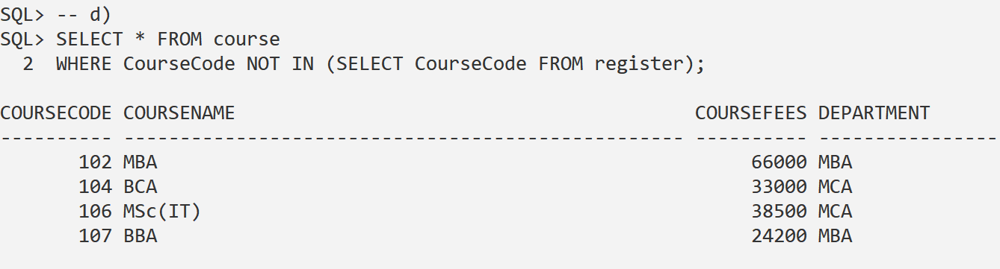 SQL> -- d)
SQL> SELECT * FROM course
  2  WHERE CourseCode NOT IN (SELECT CourseCode FROM register);

COURSECODE COURSENAME                                         COURSEFEES DEPARTMENT
---------- -------------------------------------------------- ---------- ----------------
       102 MBA                                                     66000 MBA
       104 BCA                                                     33000 MCA
       106 MSc(IT)                                                 38500 MCA
       107 BBA                                                     24200 MBA